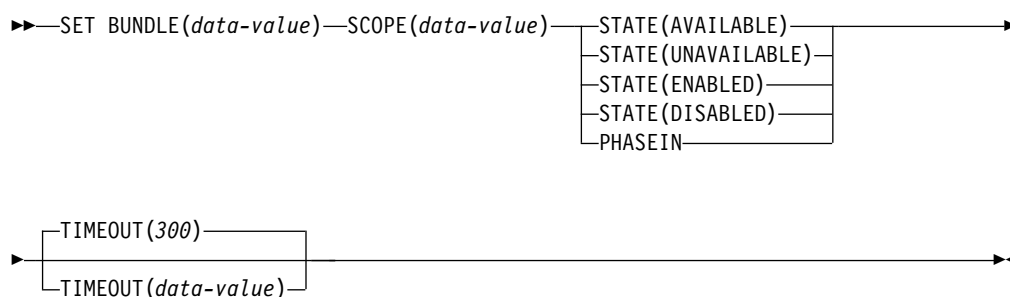 SET BUNDLE(data-value) SCOPE(data-value) STATE(AVAILABLE)
STATE(UNAVAILABLE)
STATE(ENABLED)
STATE(DISABLED)
PHASEIN
TIMEOUT(300)
TIMEOUT(data-value)